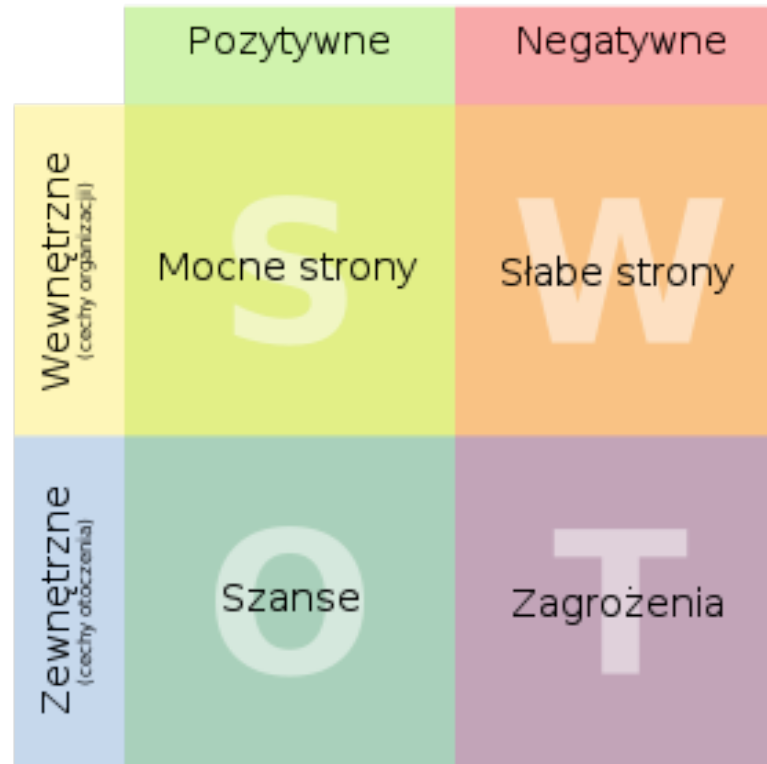 Pozytywne
Negatywne
Wewnętrzne
(cechy organizacji)
S
Mocne strony
W
Słabe strony
Zewnętrzne
(cechy otoczenia)
O
Szanse
T
Zagrożenia